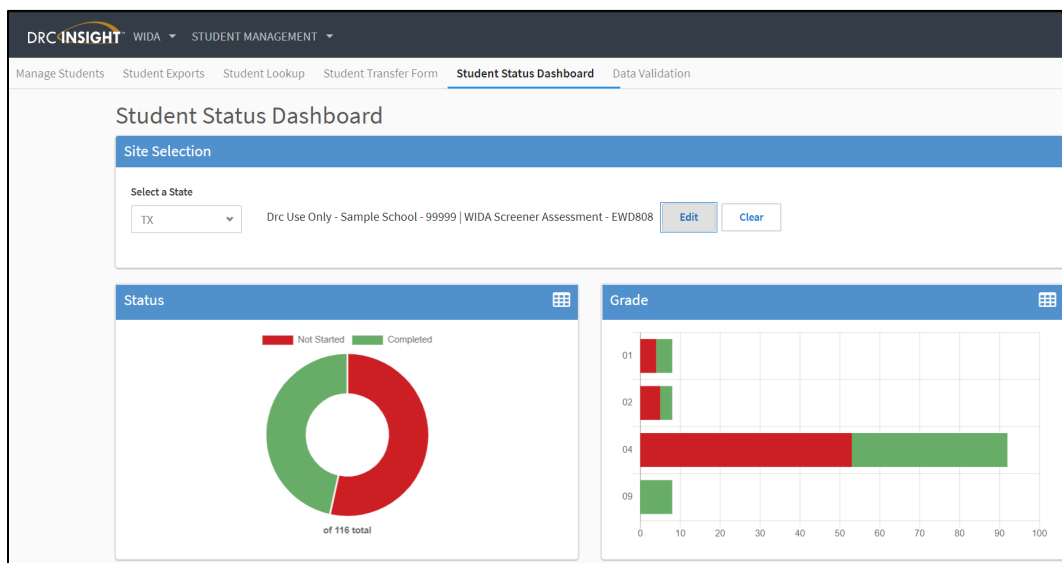 DRC INSIGHT WIDA STUDENT MANAGEMENT
Manage Students Student Exports Student Lookup Student Transfer Form Student Status Dashboard Data Validation
Student Status Dashboard
Site Selection
Select a State
TX Drc Use Only - Sample School - 99999 | WIDA Screener Assessment - EWD808 Edit Clear
Status
Not Started Completed
of 116 total
Grade
01
02
04
09
0 10 20 30 40 50 60 70 80 90 100